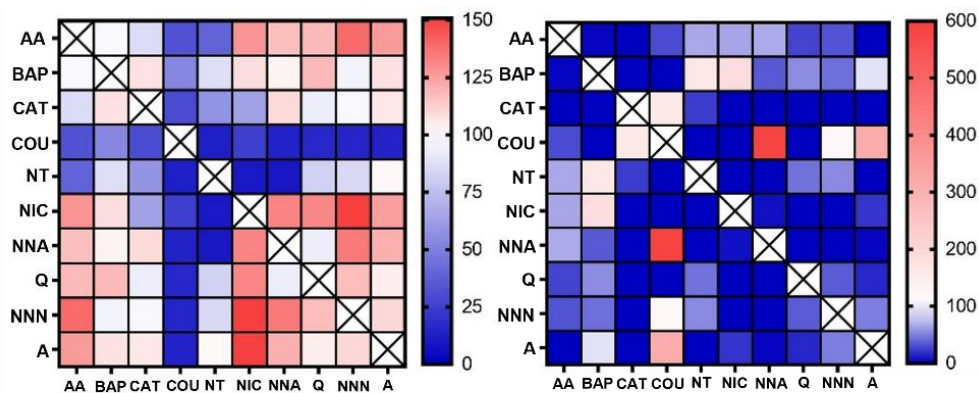 AA
BAP
CAT
COU
NT
NIC
NNA
Q
NNN
A
AA BAP CAT COU NT NIC NNA Q NNN A
150
125
100
75
50
25
0
AA
BAP
CAT
COU
NT
NIC
NNA
Q
NNN
A
AA BAP CAT COU NT NIC NNA Q NNN A
600
500
400
300
200
100
0